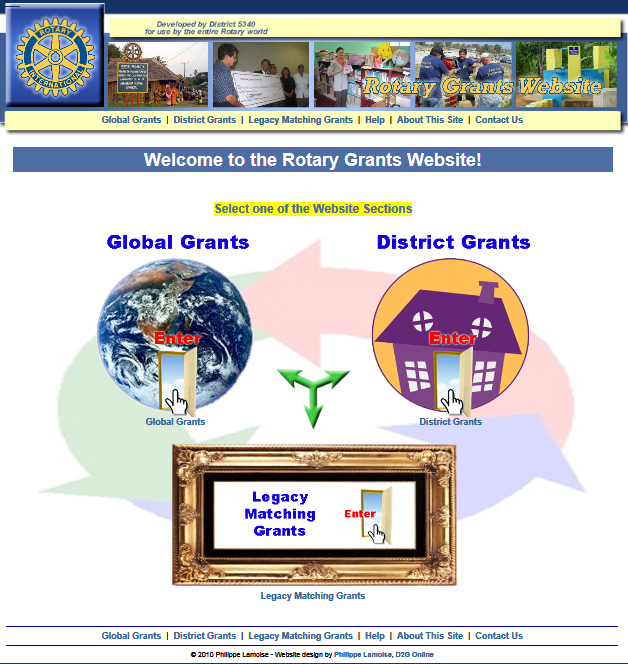 ROTARY
INTERNATIONAL
Developed by District 5340
for use by the entire Rotary world
Rotary Grants Website
Global Grants | District Grants | Legacy Matching Grants | Help | About This Site | Contact Us
Welcome to the Rotary Grants Website!
Select one of the Website Sections
Global Grants
District Grants
Enter
Enter
Global Grants
District Grants
Legacy
Matching
Grants
Enter
Legacy Matching Grants
Global Grants | District Grants | Legacy Matching Grants | Help | About This Site | Contact Us
© 2010 Philippe Lamoise - Website design by Philippe Lamoise, D2G Online